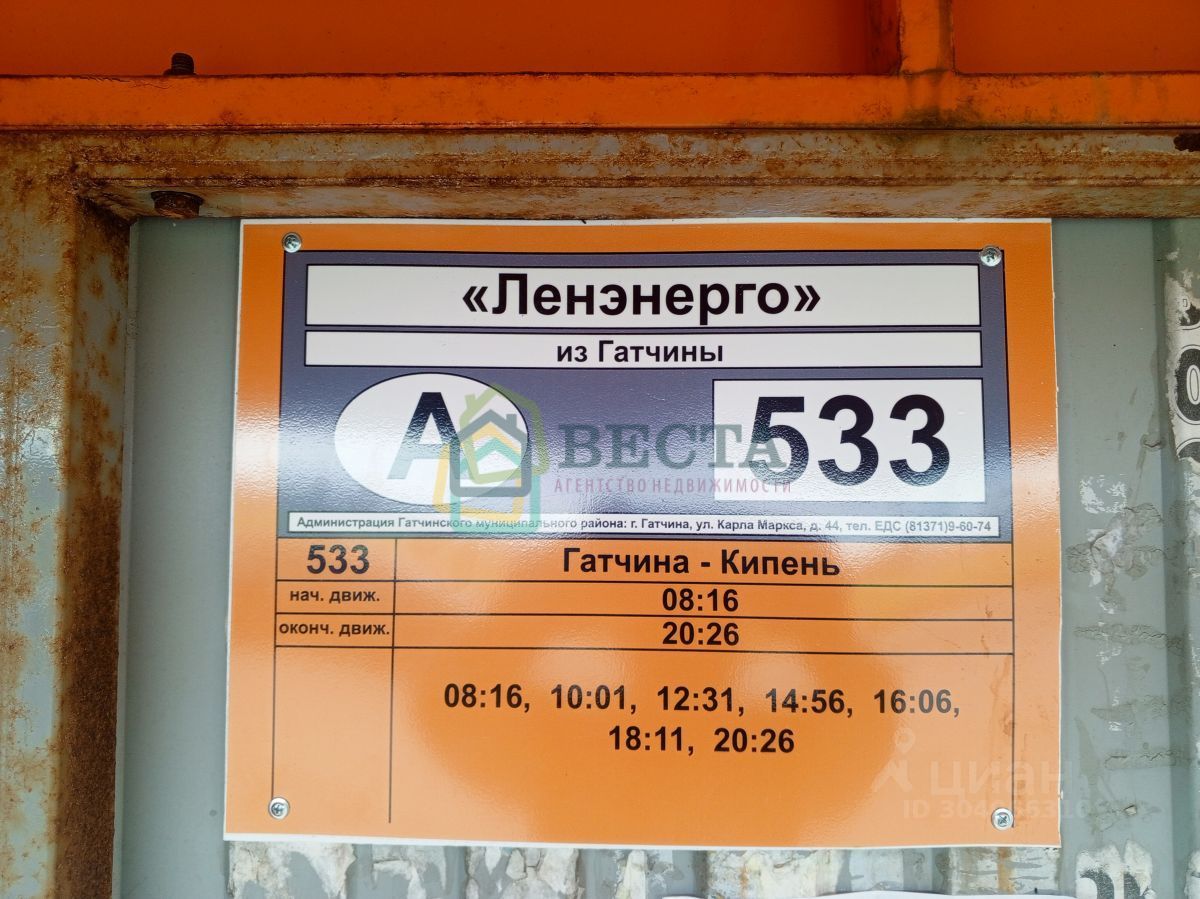 «Ленэнерго»
из Гатчины
А
533
ВЕСТА
АГЕНТСТВО НЕДВИЖИМОСТИ
Администрация Гатчинского муниципального района: г. Гатчина, ул. Карла Маркса, д. 44, тел. ЕДС (81371)9-60-74
533 Гатчина - Кипень
нач. движ. 08:16
оконч. движ. 20:26
08:16, 10:01, 12:31, 14:56, 16:06,
18:11, 20:26
циан
ID